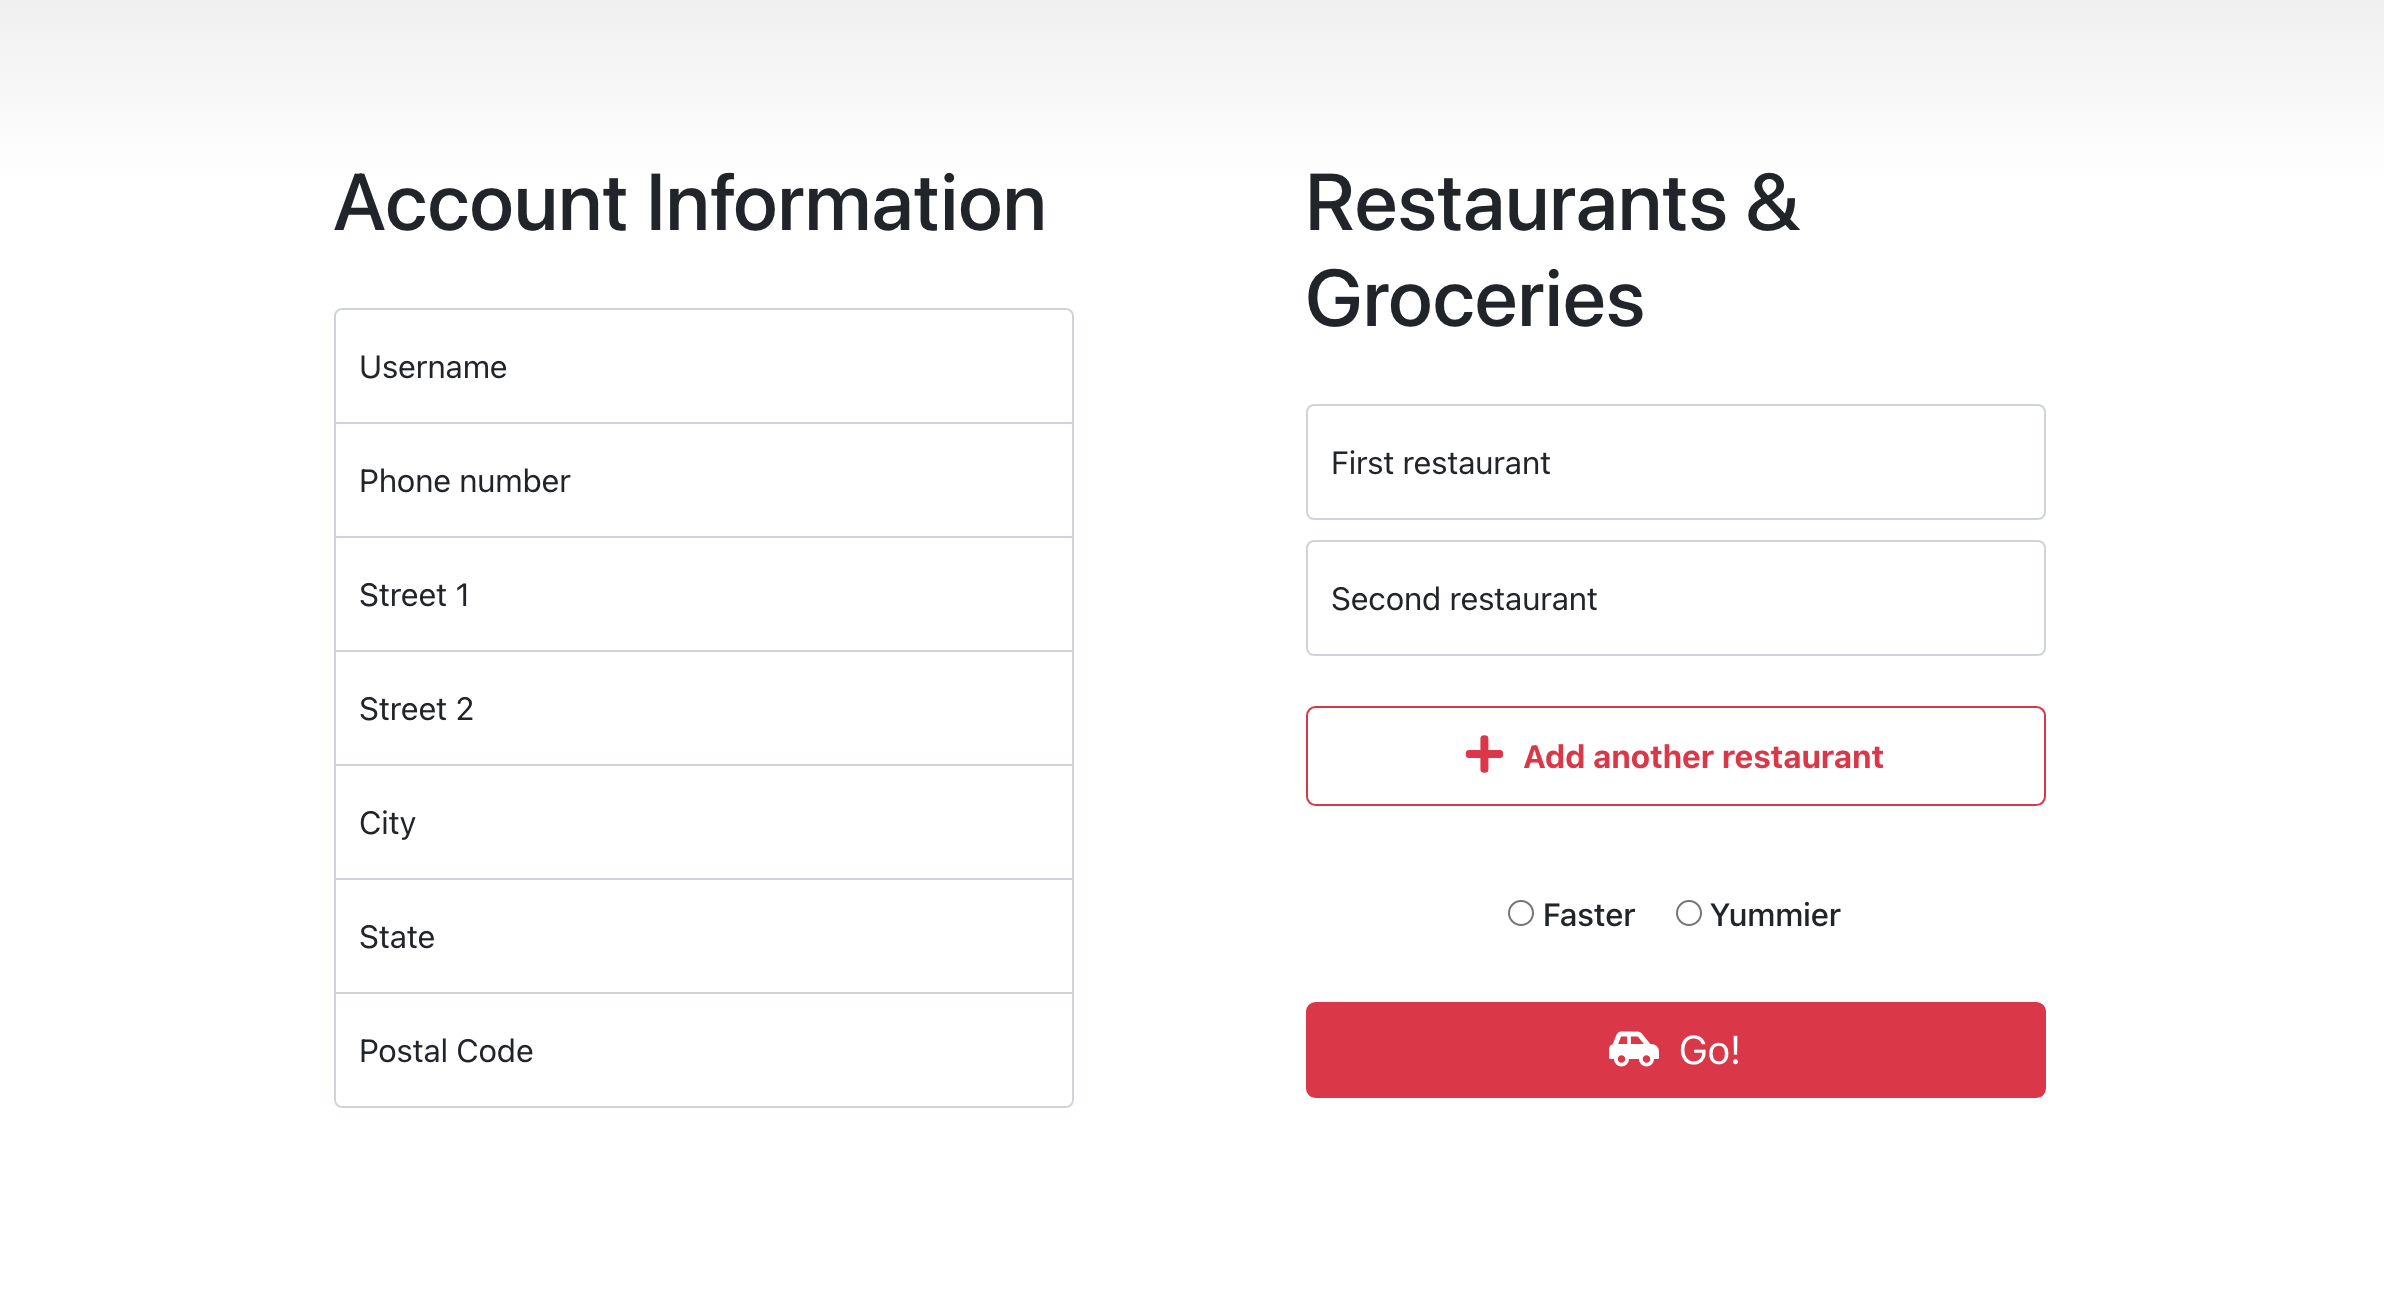 Account Information
Username
Phone number
Street 1
Street 2
City
State
Postal Code
Restaurants &
Groceries
First restaurant
Second restaurant
Add another restaurant
Faster
Yummier
Go!